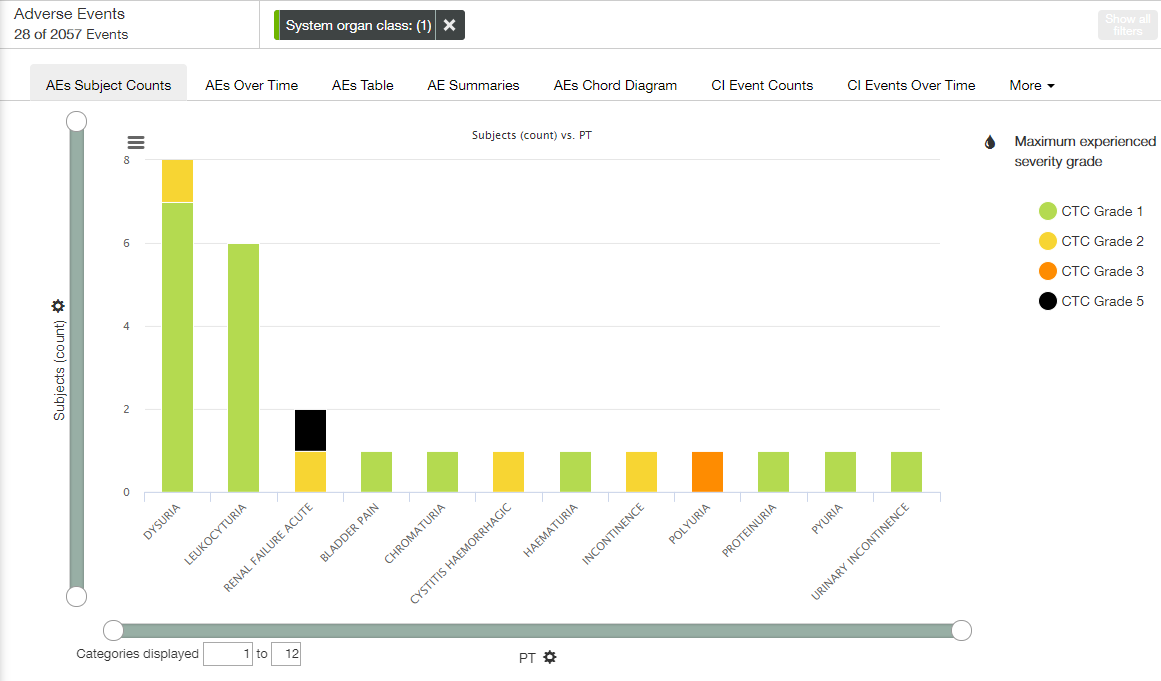 Adverse Events
28 of 2057 Events
System organ class: (1)
Show all
filters
AEs Subject Counts
AEs Over Time
AEs Table
AE Summaries
AEs Chord Diagram
CI Event Counts
CI Events Over Time
More
Subjects (count) vs. PT
Maximum experienced
severity grade
CTC Grade 1
CTC Grade 2
CTC Grade 3
CTC Grade 5
Subjects (count)
8
6
4
2
0
DYSURIA
LEUKOCYTURIA
RENAL FAILURE ACUTE
BLADDER PAIN
CHROMATURIA
CYSTITIS HAEMORRHAGIC
HAEMATURIA
INCONTINENCE
POLYURIA
PROTEINURIA
PYURIA
URINARY INCONTINENCE
Categories displayed 1 to 12
PT